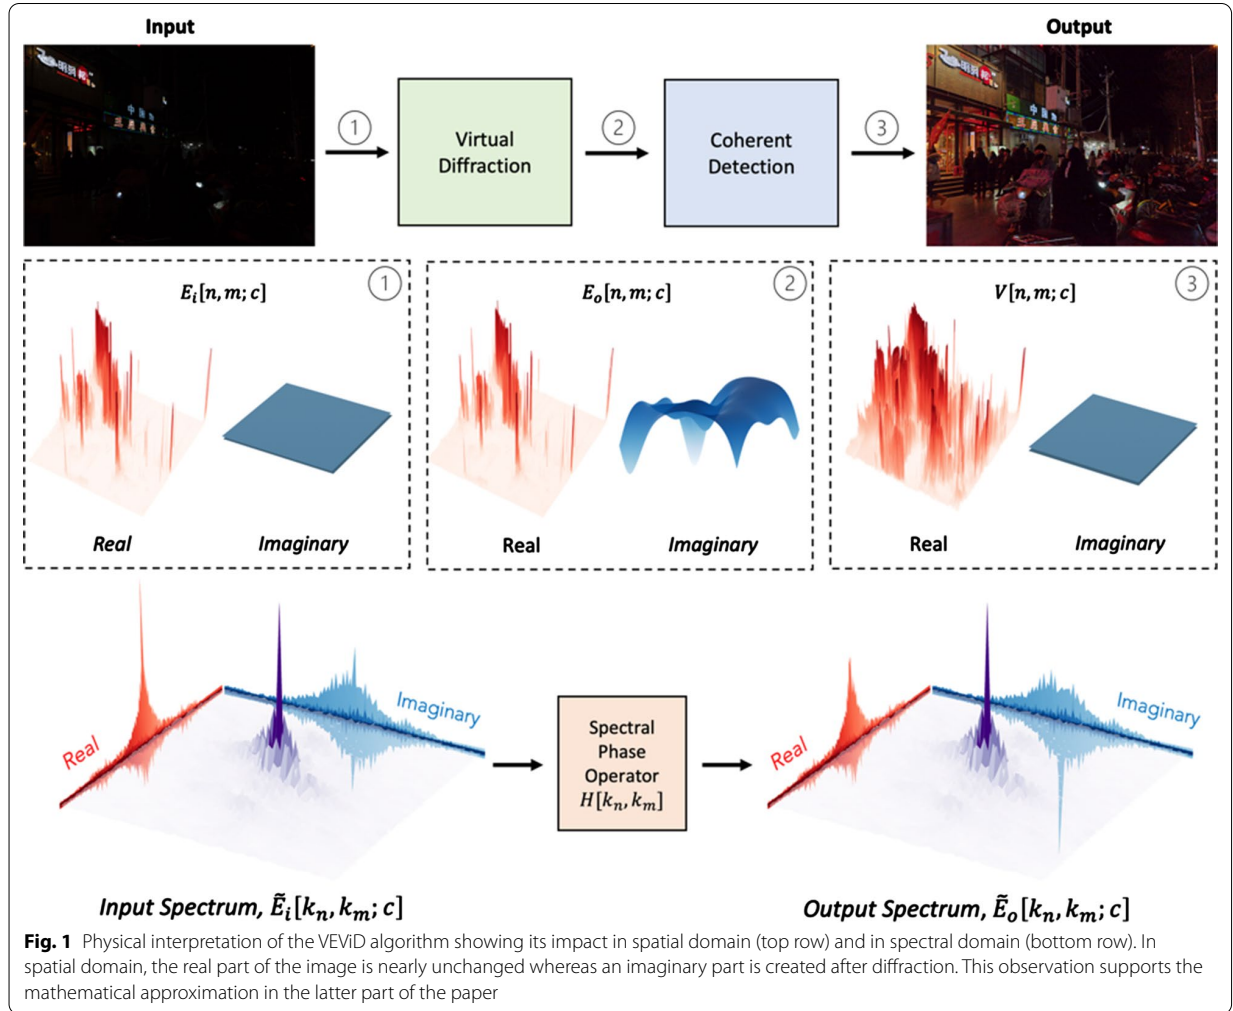 Input
Output
1
Virtual
Diffraction
2
Coherent
Detection
3
E_i[n, m; c]
1
Real
Imaginary
E_o[n, m; c]
2
Real
Imaginary
V[n, m; c]
3
Real
Imaginary
Real
Imaginary
Spectral
Phase
Operator
H[k_n, k_m]
Real
Imaginary
Input Spectrum, Ẽ_i[k_n, k_m; c]
Output Spectrum, Ẽ_o[k_n, k_m; c]
Fig. 1 Physical interpretation of the VEViD algorithm showing its impact in spatial domain (top row) and in spectral domain (bottom row). In
spatial domain, the real part of the image is nearly unchanged whereas an imaginary part is created after diffraction. This observation supports the
mathematical approximation in the latter part of the paper